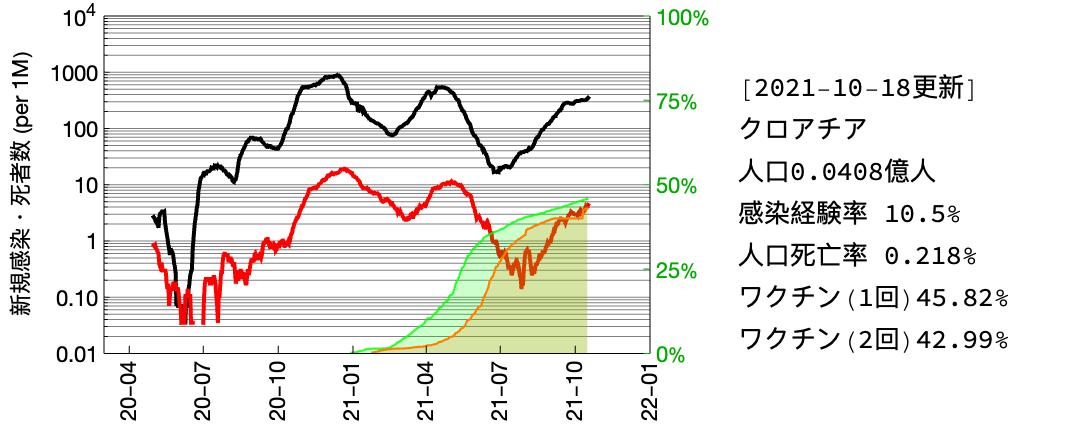 新規感染・死者数 (per 1M)
10^4
1000
100
10
1
0.10
0.01
100%
75%
50%
25%
0%
20-04
20-07
20-10
21-01
21-04
21-07
21-10
22-01
[2021-10-18更新]
クロアチア
人口0.0408億人
感染経験率 10.5%
人口死亡率 0.218%
ワクチン(1回)45.82%
ワクチン(2回)42.99%